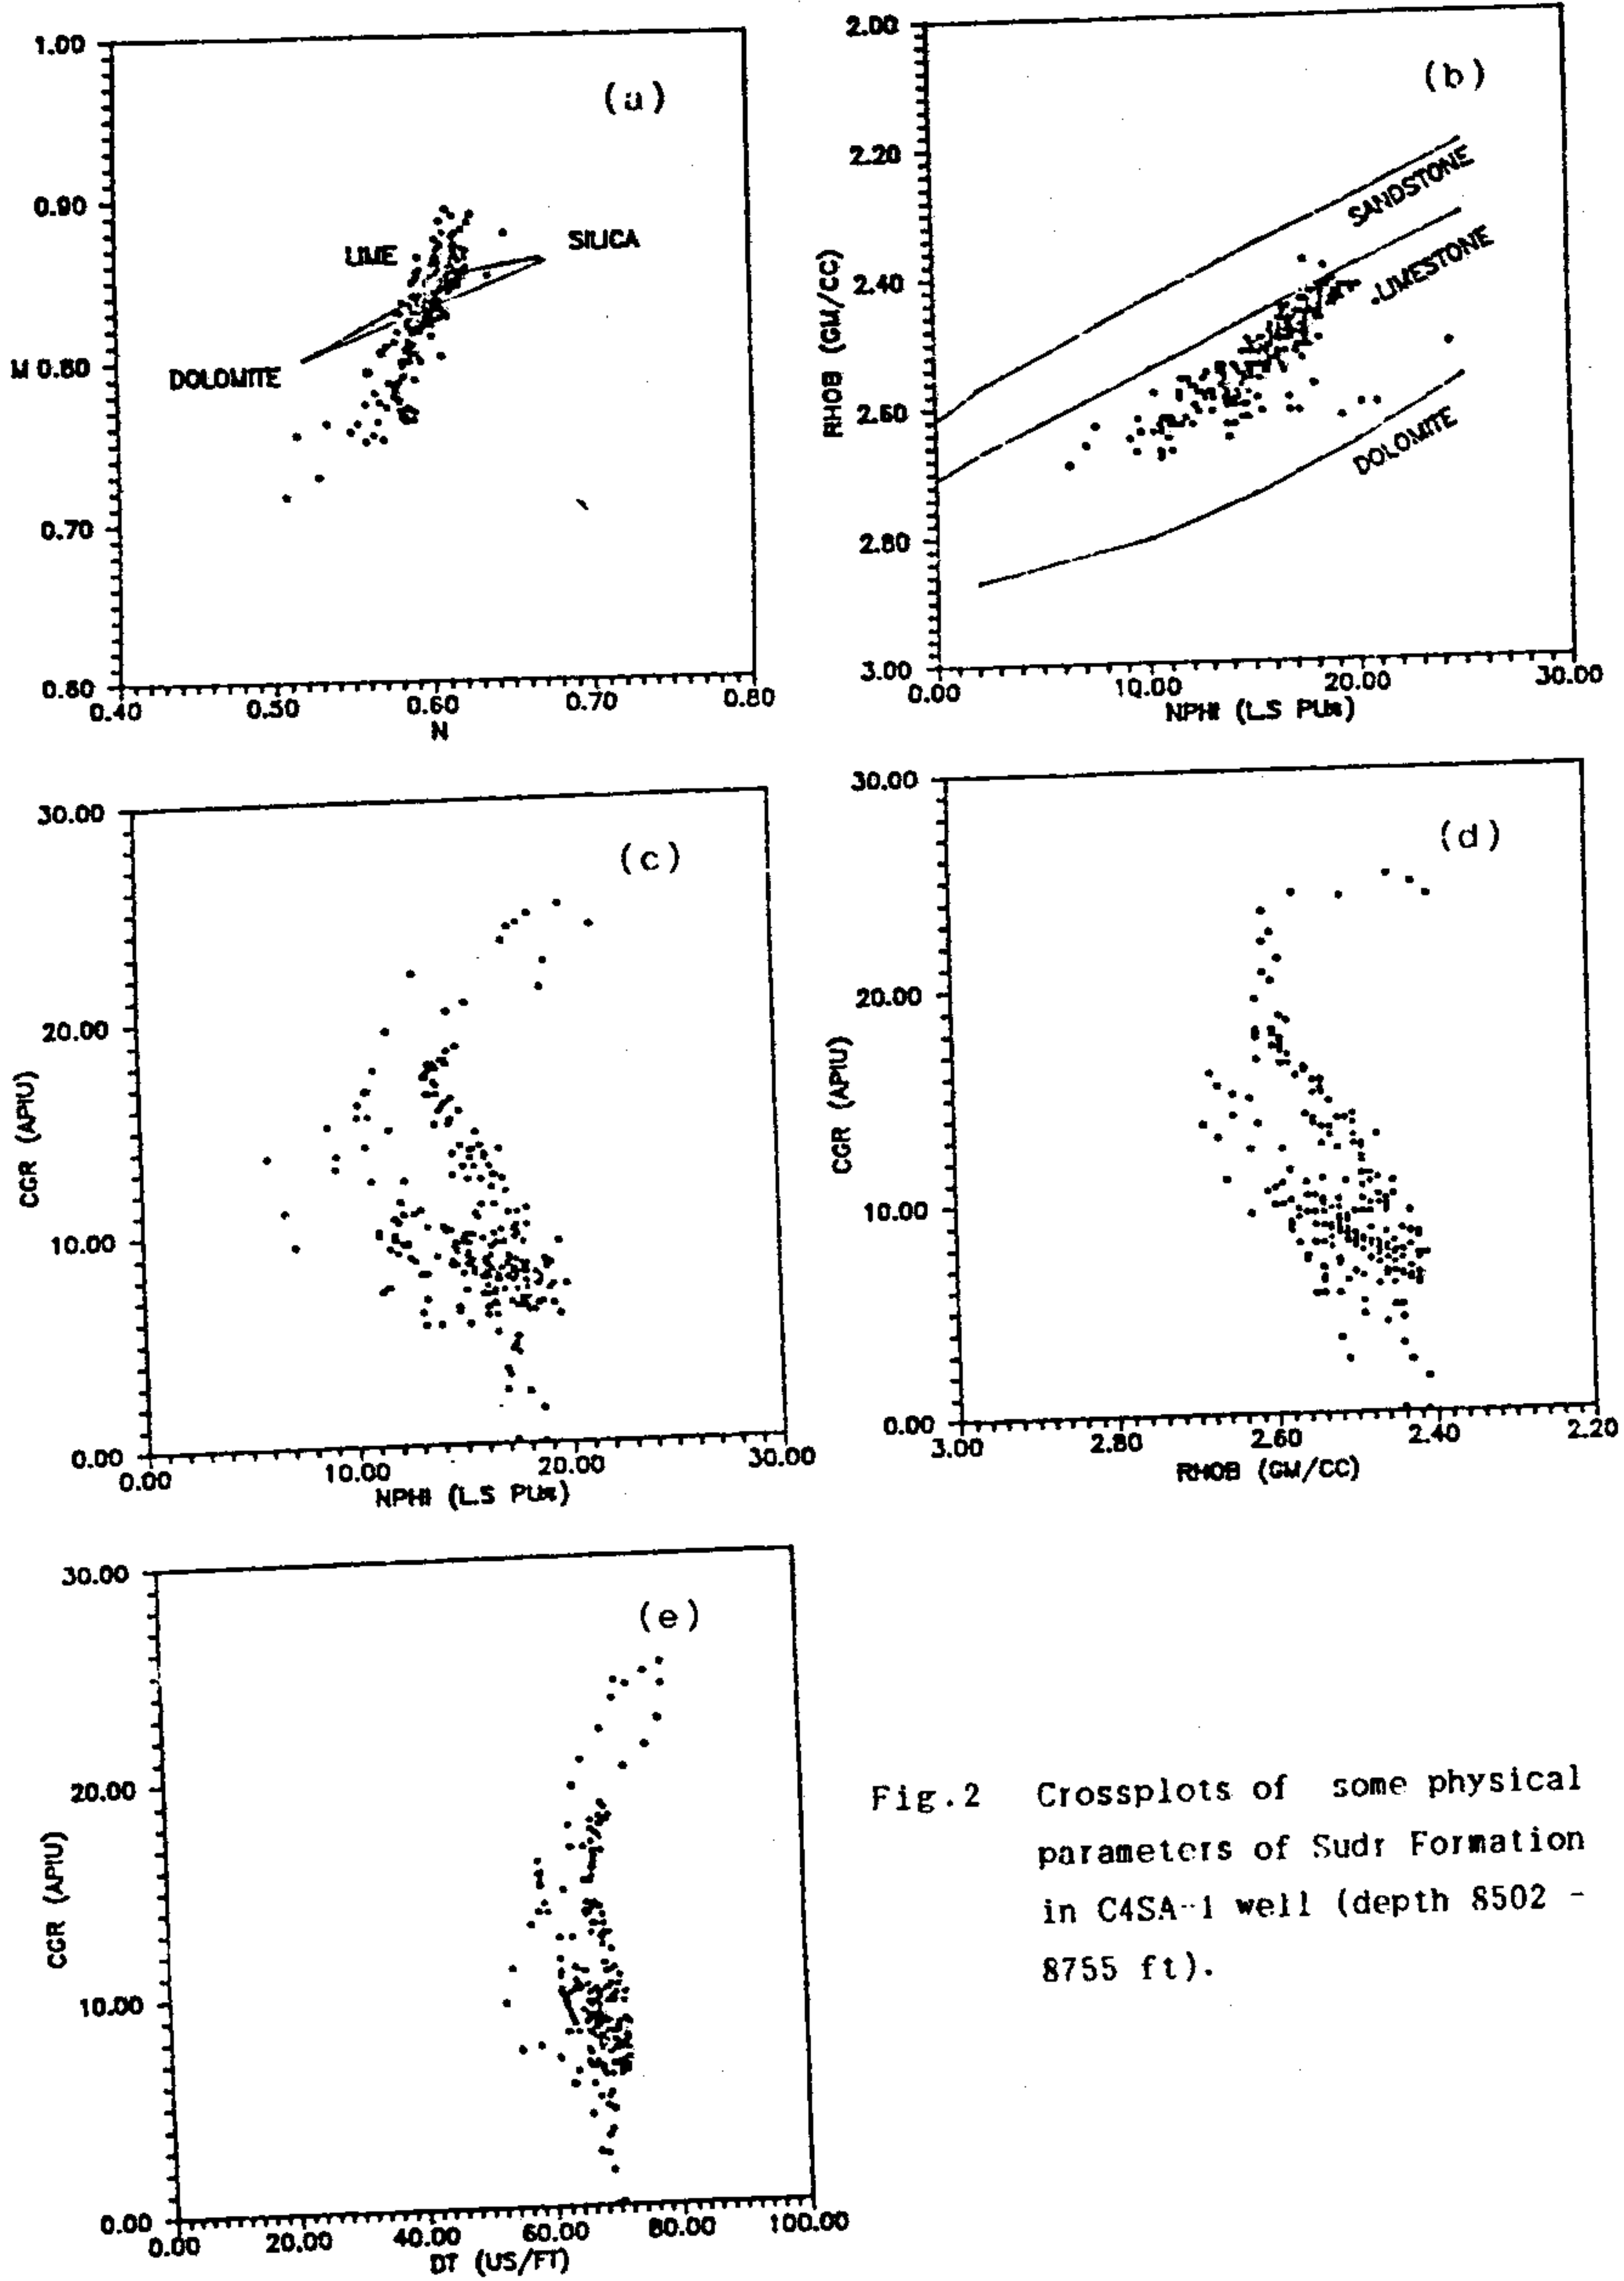 1.00
(a)
0.90
LIME
SILICA
M 0.80
DOLOMITE
0.70
0.60
0.40 0.50 0.60 0.70 0.80
N
2.00
(b)
2.20
SANDSTONE
RHOB (GM/CC)
2.40
LIMESTONE
2.60
DOLOMITE
2.80
3.00
0.00 10.00 20.00 30.00
NPHI (LS PU%)
30.00
(c)
20.00
CGR (APIU)
10.00
0.00
0.00 10.00 20.00 30.00
NPHI (LS PU%)
30.00
(d)
20.00
CGR (APIU)
10.00
0.00
3.00 2.80 2.60 2.40 2.20
RHOB (GM/CC)
30.00
(e)
20.00
CGR (APIU)
10.00
0.00
0.00 20.00 40.00 60.00 80.00 100.00
DT (US/FT)
Fig.2 Crossplots of some physical
parameters of Sudr Formation
in C4SA-1 well (depth 8502 -
8755 ft).